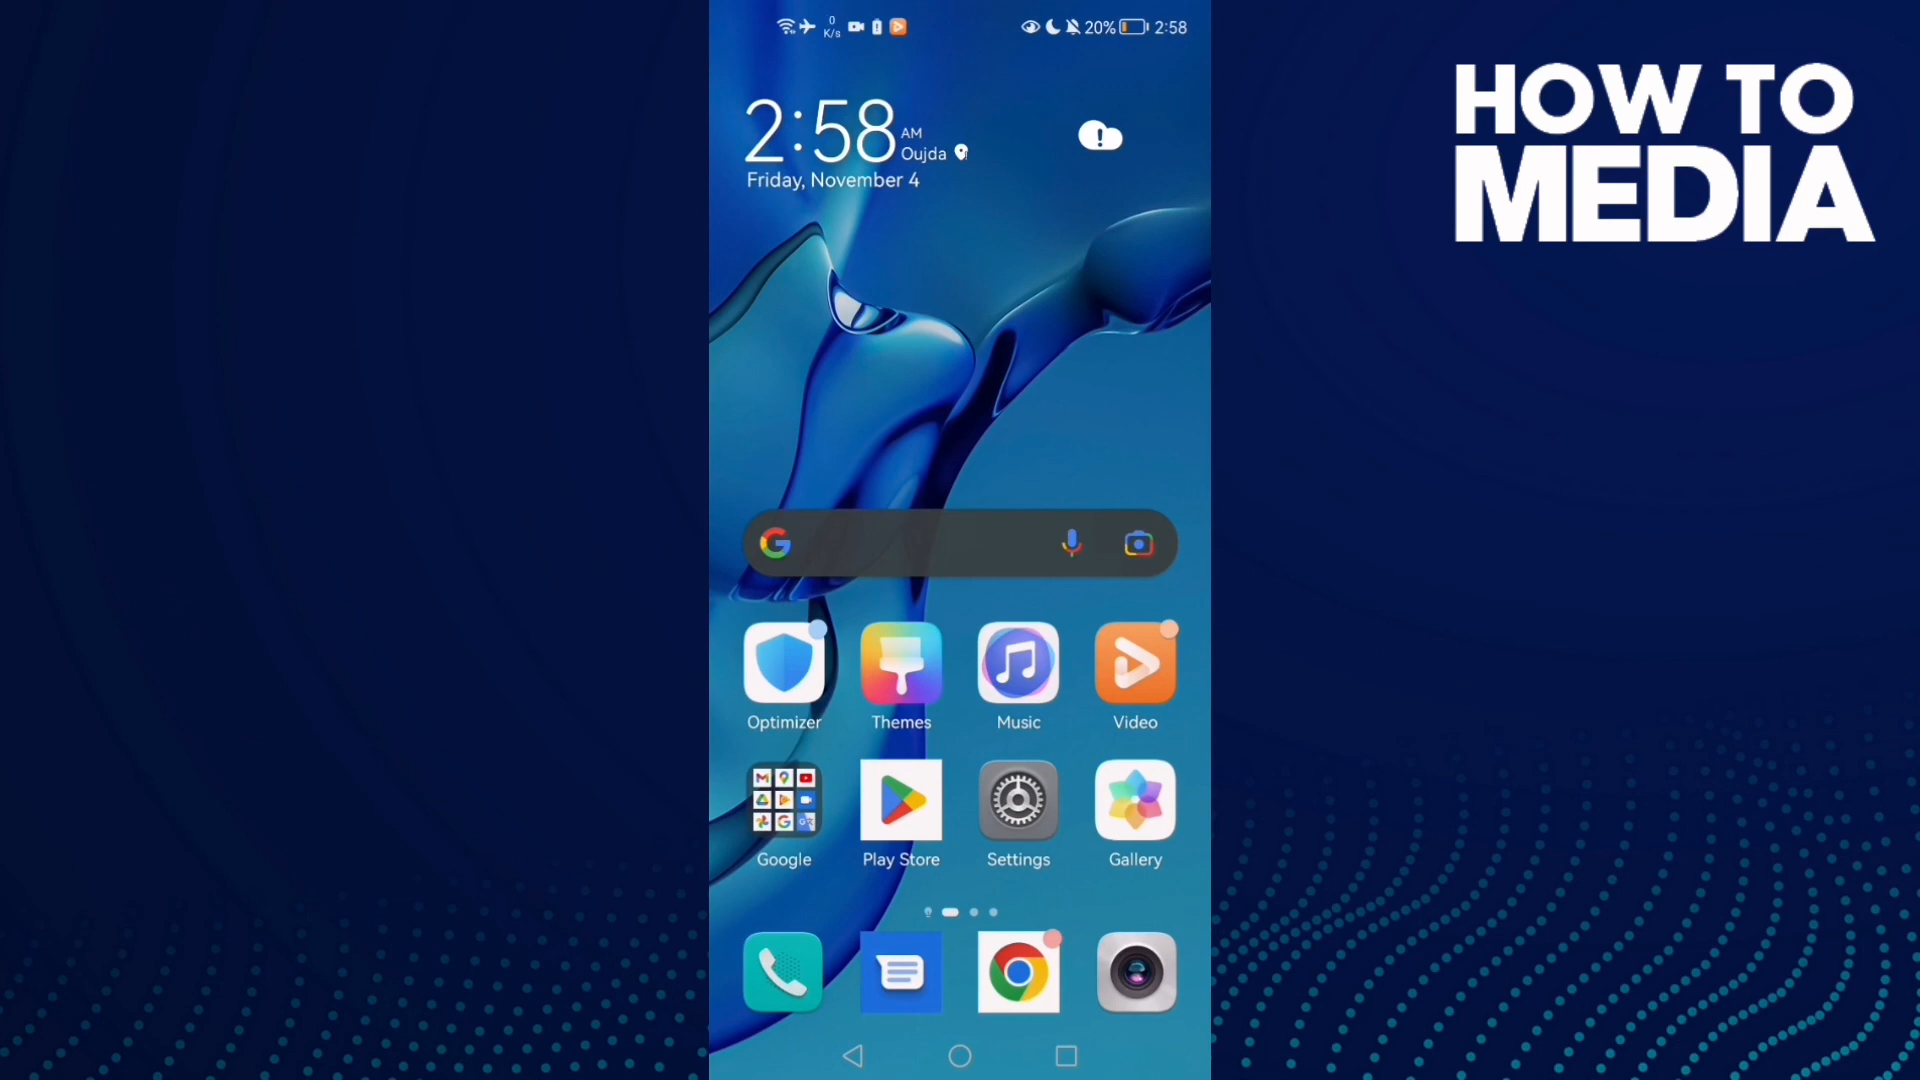 0
K/s
20%
2:58
HOW TO
MEDIA
2:58
AM
Oujda
Friday, November 4
Optimizer
Themes
Music
Video
Google
Play Store
Settings
Gallery